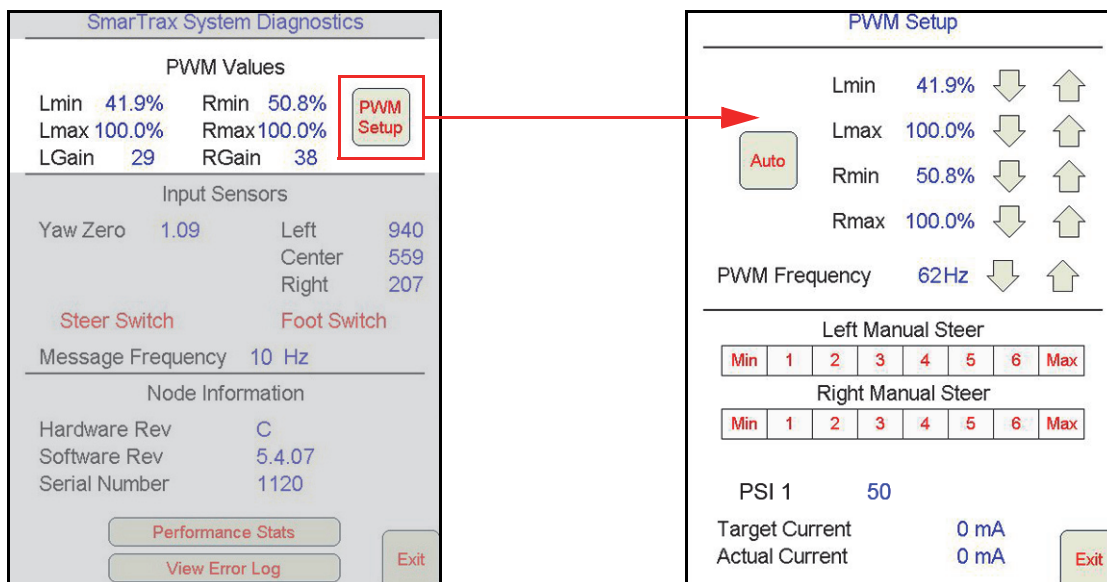 SmarTrax System Diagnostics
PWM Values
Lmin 41.9% Rmin 50.8%
Lmax 100.0% Rmax 100.0%
LGain 29 RGain 38
PWM Setup
Input Sensors
Yaw Zero 1.09 Left 940
Center 559
Right 207
Steer Switch Foot Switch
Message Frequency 10 Hz
Node Information
Hardware Rev C
Software Rev 5.4.07
Serial Number 1120
Performance Stats
View Error Log
Exit
PWM Setup
Lmin 41.9%
Lmax 100.0%
Auto
Rmin 50.8%
Rmax 100.0%
PWM Frequency 62Hz
Left Manual Steer
Min 1 2 3 4 5 6 Max
Right Manual Steer
Min 1 2 3 4 5 6 Max
PSI 1 50
Target Current 0 mA
Actual Current 0 mA
Exit